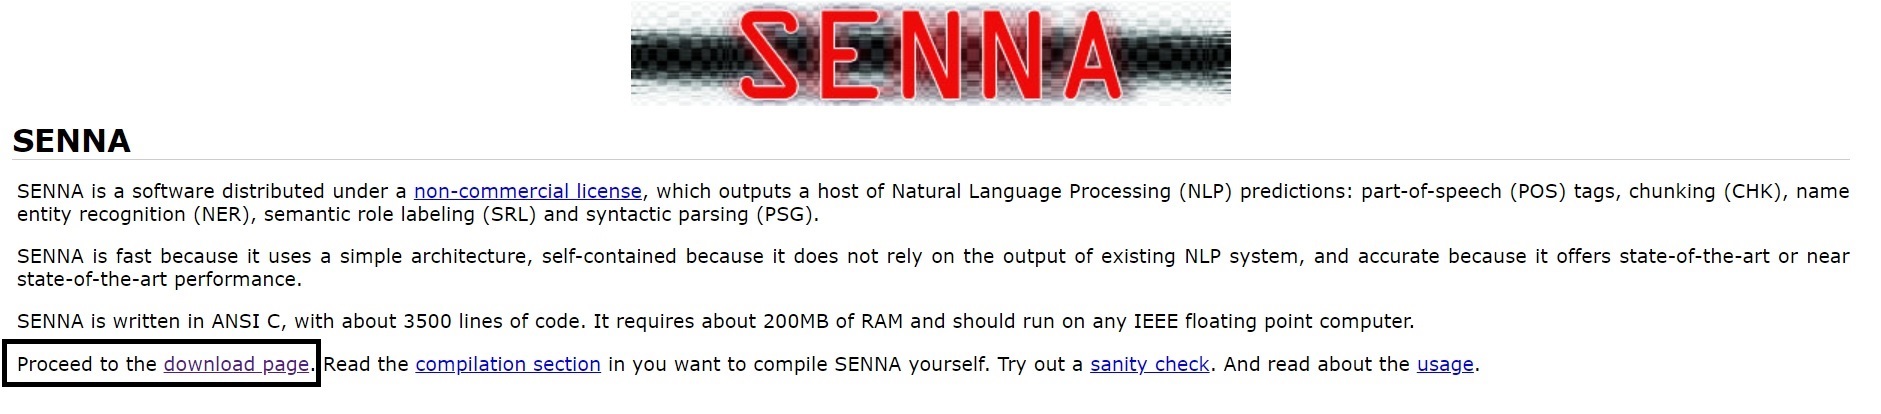 SENNA
SENNA
SENNA is a software distributed under a non-commercial license, which outputs a host of Natural Language Processing (NLP) predictions: part-of-speech (POS) tags, chunking (CHK), name
entity recognition (NER), semantic role labeling (SRL) and syntactic parsing (PSG).
SENNA is fast because it uses a simple architecture, self-contained because it does not rely on the output of existing NLP system, and accurate because it offers state-of-the-art or near
state-of-the-art performance.
SENNA is written in ANSI C, with about 3500 lines of code. It requires about 200MB of RAM and should run on any IEEE floating point computer.
Proceed to the download page. Read the compilation section in you want to compile SENNA yourself. Try out a sanity check. And read about the usage.